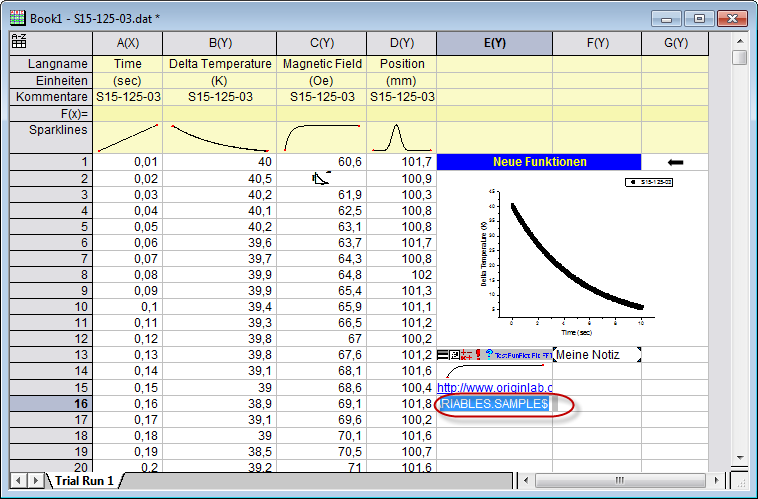 Book1 - S15-125-03.dat *
A(X) B(Y) C(Y) D(Y) E(Y) F(Y) G(Y)
Langname Time Delta Temperature Magnetic Field Position
Einheiten (sec) (K) (Oe) (mm)
Kommentare S15-125-03 S15-125-03 S15-125-03 S15-125-03
F(x)=
Sparklines
1 0,01 40 60,6 101,7 Neue Funktionen
2 0,02 40,5 100,9
S15-125-03
3 0,03 40,2 61,9 100,3
4 0,04 40,1 62,5 100,8
5 0,05 40,2 63,1 100,8
6 0,06 39,6 63,7 101,7
7 0,07 39,7 64,3 100,8
8 0,08 39,9 64,8 102
9 0,09 39,9 65,4 101,3
10 0,1 39,4 65,9 101,1
11 0,11 39,3 66,5 101,2
12 0,12 39,8 67 100,2
45
40
35
30
25
20
15
10
5
Delta Temperature (K)
0 2 4 6 8 10
Time (sec)
13 0,13 39,8 67,6 101,2 Meine Notiz
14 0,14 39,1 68,1 101,6
15 0,15 39 68,6 100,4 http://www.originlab.c
16 0,16 38,9 69,1 101,8 RIABLES.SAMPLE$
17 0,17 39,1 69,6 100,2
18 0,18 39 70,1 101,6
19 0,19 38,5 70,5 100,7
20 0,2 39,2 71 101,6
Trial Run 1